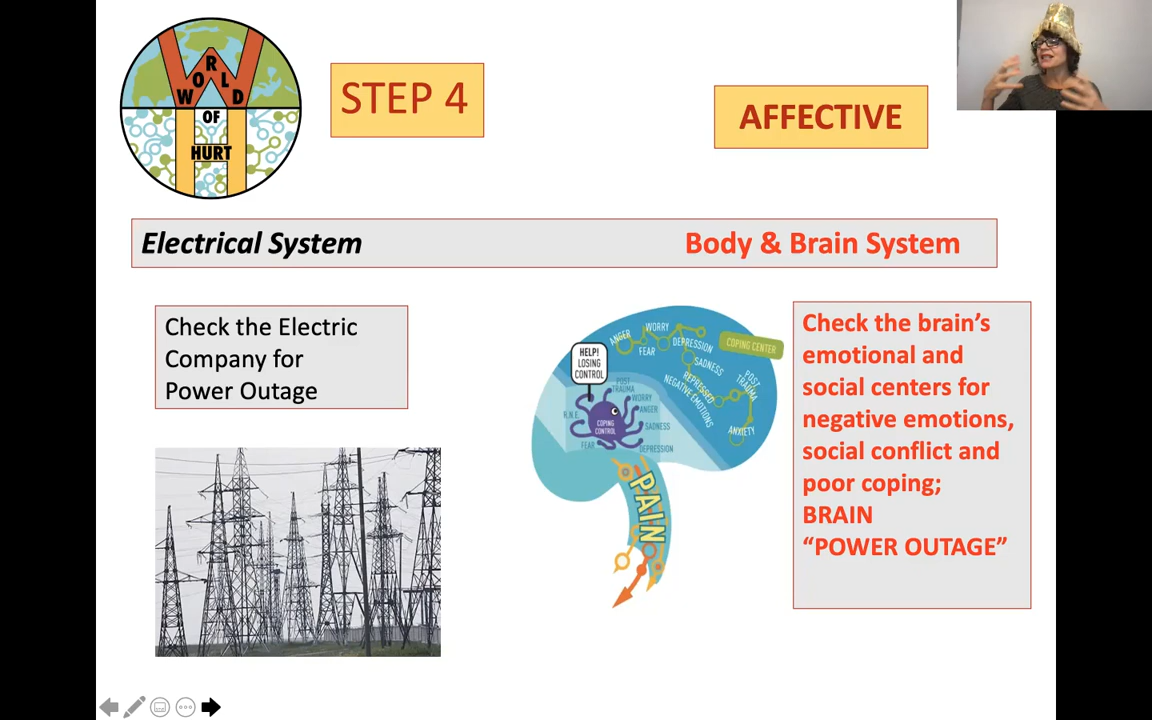 WORLD
OF
HURT
STEP 4
AFFECTIVE
Electrical System
Body & Brain System
Check the Electric
Company for
Power Outage
HELP!
LOSING
CONTROL
ANGER
WORRY
FEAR
DEPRESSION
SADNESS
REPRESSED
NEGATIVE EMOTIONS
POST
TRAUMA
ANXIETY
COPING CENTER
POST
TRAUMA
WORRY
ANGER
SADNESS
DEPRESSION
R.N.E.
FEAR
COPING
CONTROL
PAIN
Check the brain’s
emotional and
social centers for
negative emotions,
social conflict and
poor coping;
BRAIN
“POWER OUTAGE”